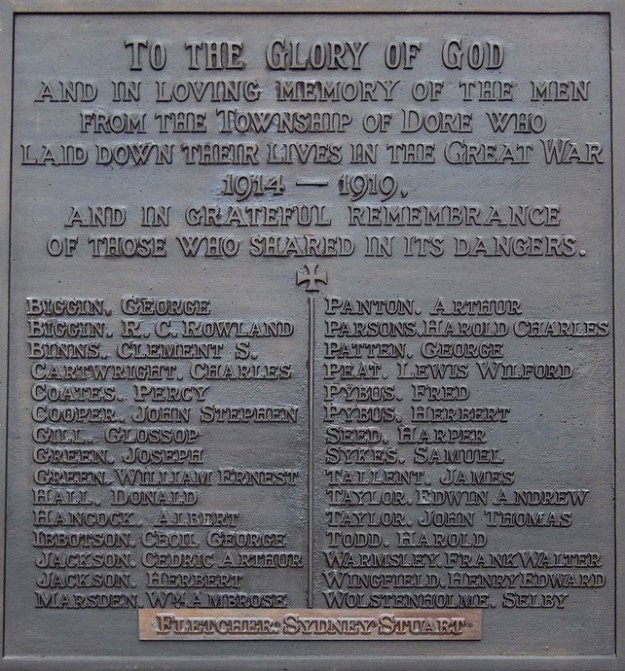 TO THE GLORY OF GOD
AND IN LOVING MEMORY OF THE MEN
FROM THE TOWNSHIP OF DORE WHO
LAID DOWN THEIR LIVES IN THE GREAT WAR
1914 — 1919,
AND IN GRATEFUL REMEMBRANCE
OF THOSE WHO SHARED IN ITS DANGERS.
BIGGIN, GEORGE
BIGGIN, R. C. ROWLAND
BINNS, CLEMENT S.
CARTWRIGHT, CHARLES
COATES, PERCY
COOPER, JOHN STEPHEN
GILL, GLOSSOP
GREEN, JOSEPH
GREEN, WILLIAM ERNEST
HALL, DONALD
HANCOCK, ALBERT
IBBOTSON, CECIL GEORGE
JACKSON, CEDRIC ARTHUR
JACKSON, HERBERT
MARSDEN, WM AMBROSE
PANTON, ARTHUR
PARSONS, HAROLD CHARLES
PATTEN, GEORGE
PEAT, LEWIS WILFORD
PYBUS, FRED
PYBUS, HERBERT
SEED, HARPER
SYKES, SAMUEL
TALLENT, JAMES
TAYLOR, EDWIN ANDREW
TAYLOR, JOHN THOMAS
TODD, HAROLD
WARMSLEY, FRANK WALTER
WINGFIELD, HENRY EDWARD
WOLSTENHOLME, SELBY
FLETCHER, SYDNEY STUART